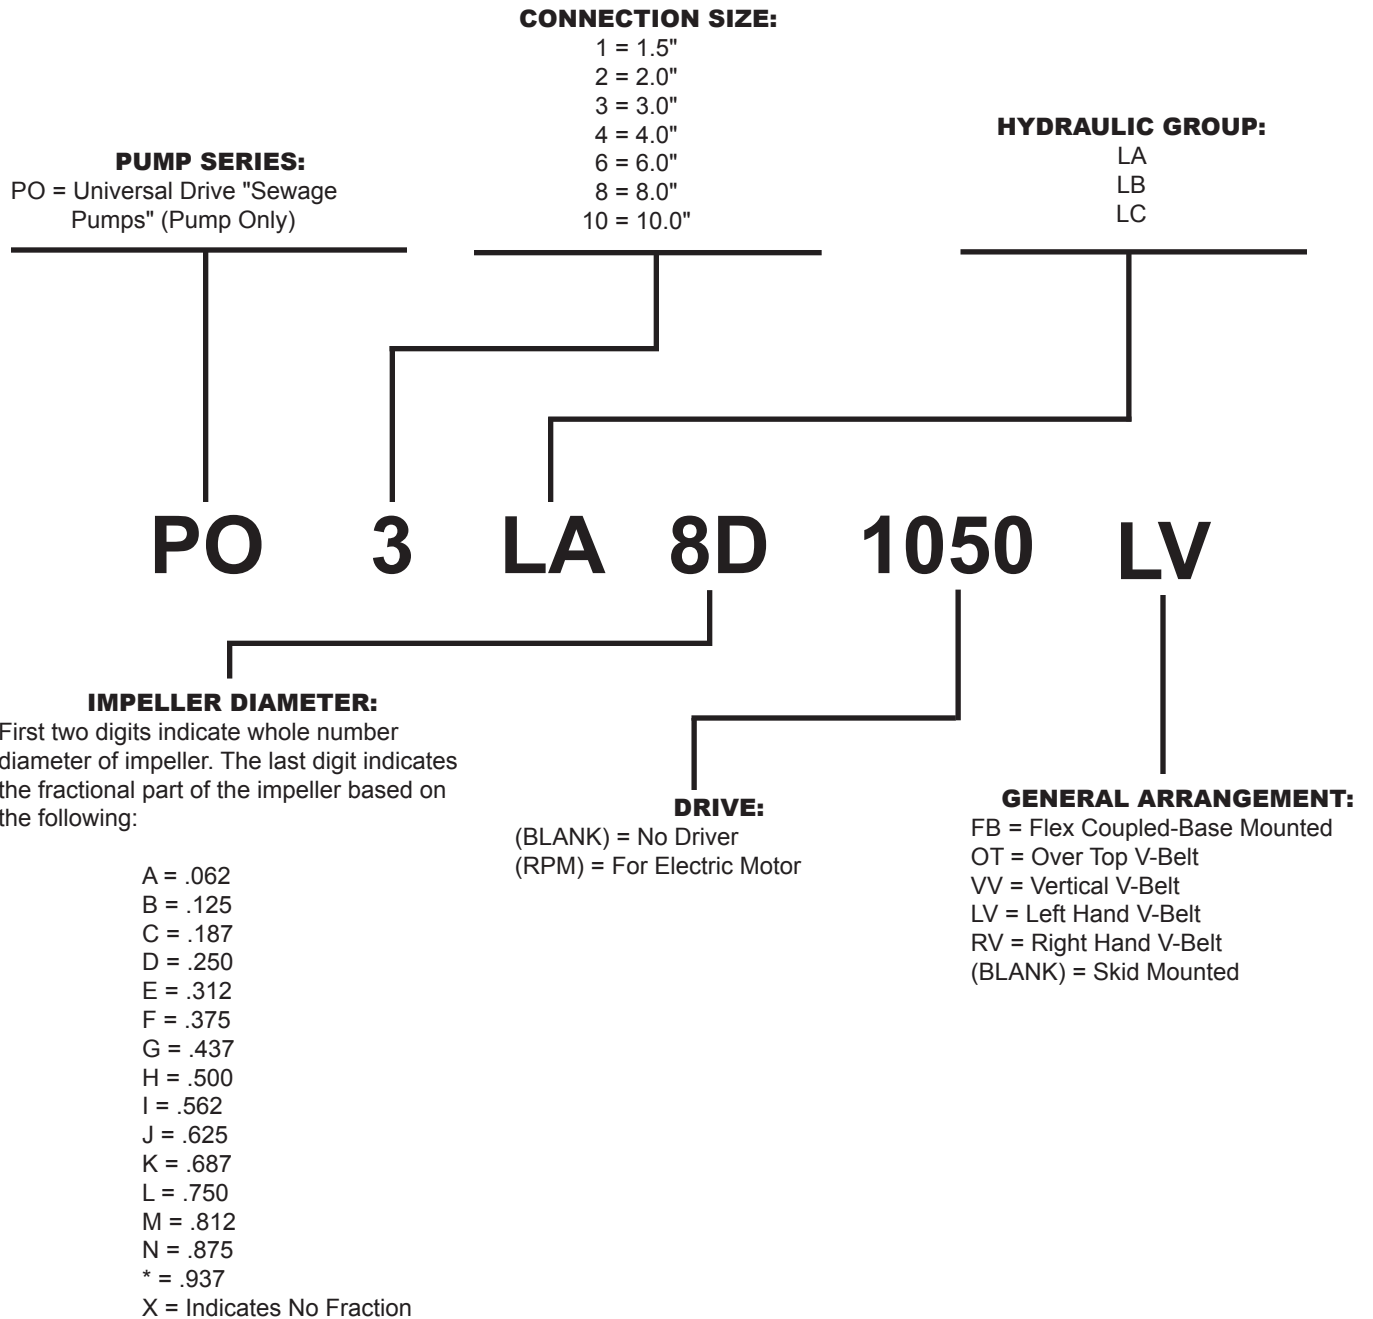 CONNECTION SIZE:
1 = 1.5"
2 = 2.0"
3 = 3.0"
4 = 4.0"
6 = 6.0"
8 = 8.0"
10 = 10.0"
HYDRAULIC GROUP:
LA
LB
LC
PUMP SERIES:
PO = Universal Drive "Sewage
Pumps" (Pump Only)
PO 3 LA 8D 1050 LV
IMPELLER DIAMETER:
First two digits indicate whole number
diameter of impeller. The last digit indicates
the fractional part of the impeller based on
the following:
A = .062
B = .125
C = .187
D = .250
E = .312
F = .375
G = .437
H = .500
I = .562
J = .625
K = .687
L = .750
M = .812
N = .875
* = .937
X = Indicates No Fraction
DRIVE:
(BLANK) = No Driver
(RPM) = For Electric Motor
GENERAL ARRANGEMENT:
FB = Flex Coupled-Base Mounted
OT = Over Top V-Belt
VV = Vertical V-Belt
LV = Left Hand V-Belt
RV = Right Hand V-Belt
(BLANK) = Skid Mounted